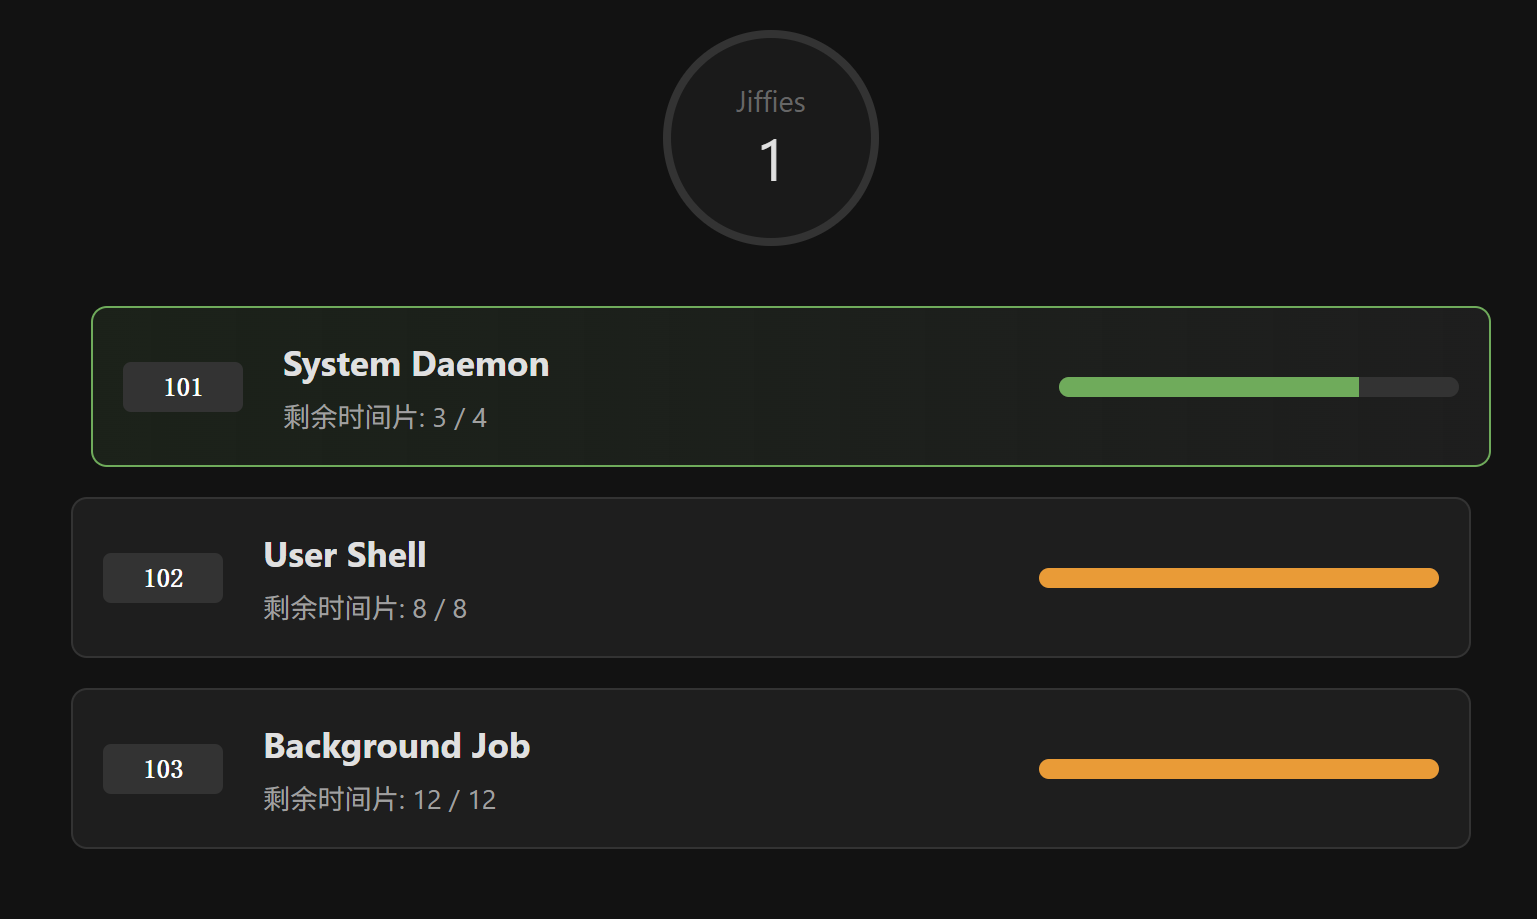 Jiffies
1
101
System Daemon
剩余时间片: 3 / 4
102
User Shell
剩余时间片: 8 / 8
103
Background Job
剩余时间片: 12 / 12